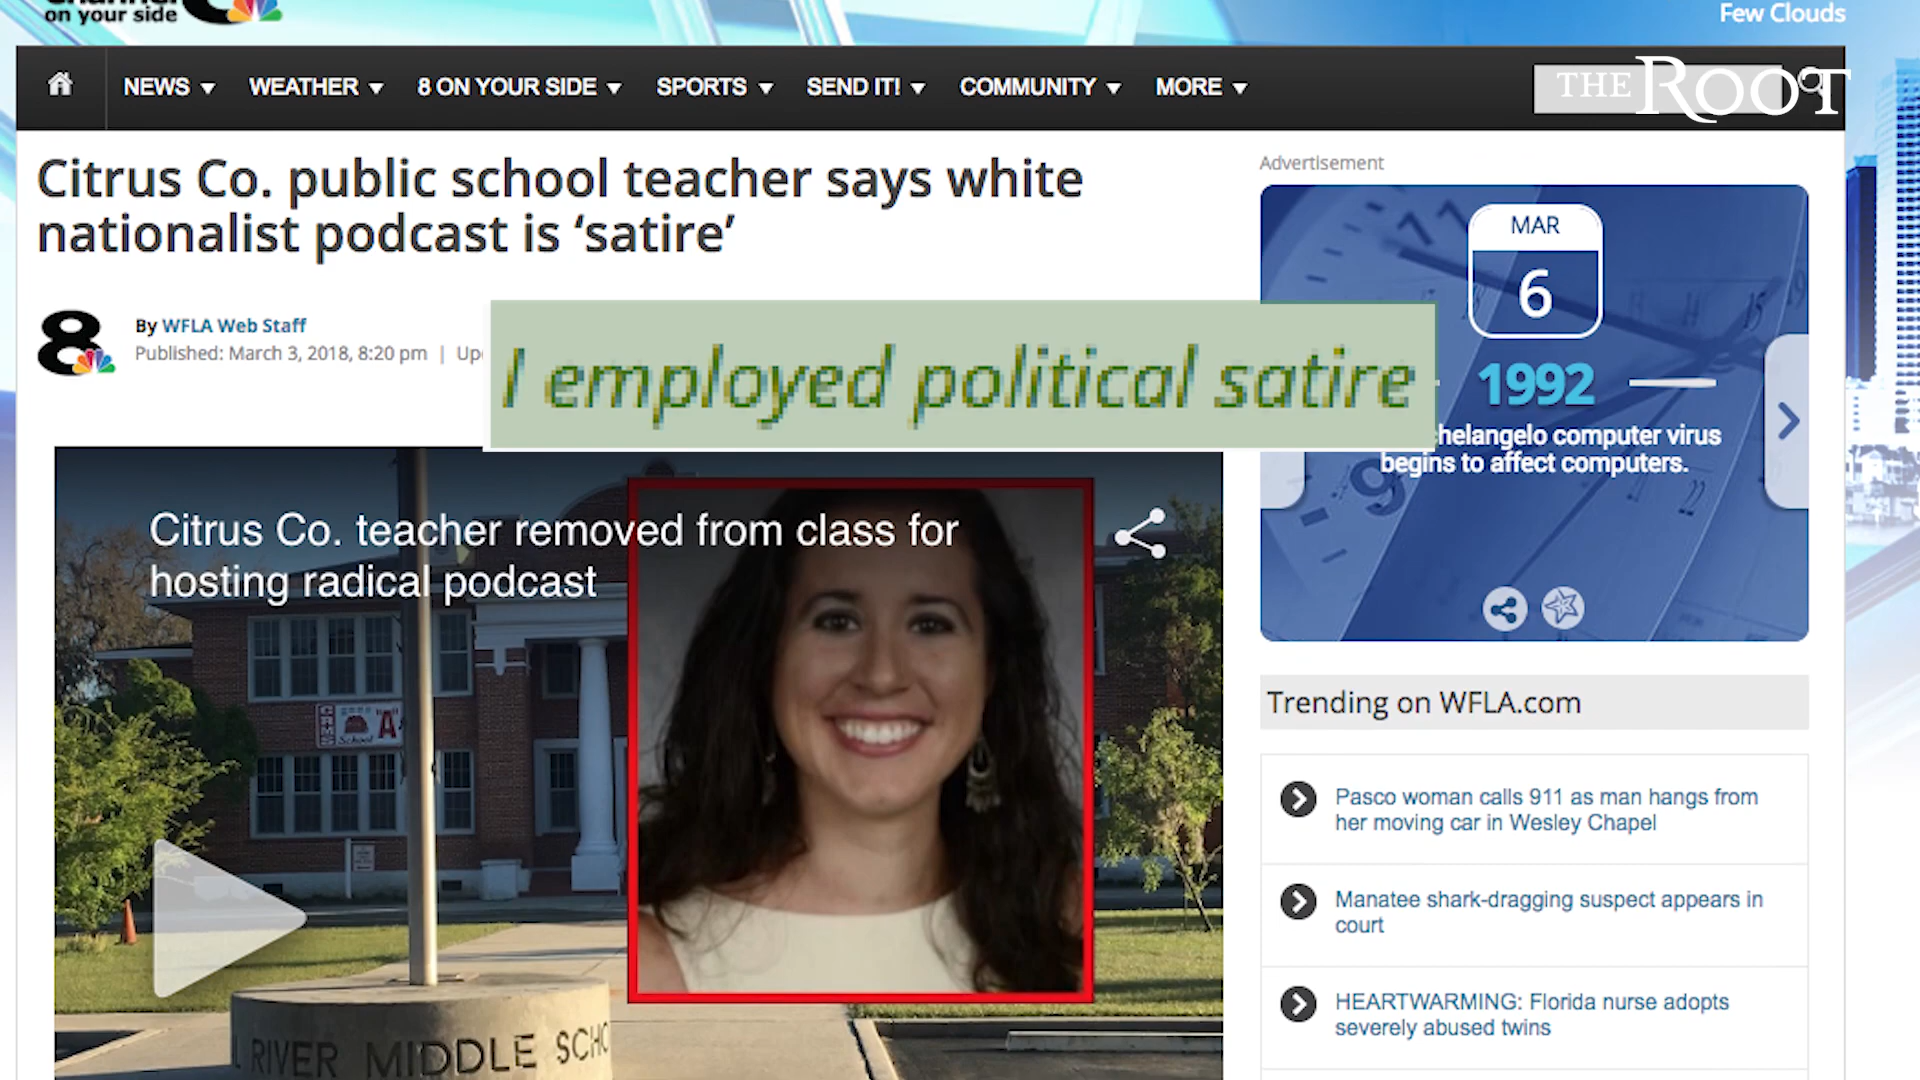 on your side
Few Clouds
NEWS WEATHER 8 ON YOUR SIDE SPORTS SEND IT! COMMUNITY MORE
THE ROOT
Citrus Co. public school teacher says white
nationalist podcast is ‘satire’
By WFLA Web Staff
Published: March 3, 2018, 8:20 pm |
I employed political satire
Citrus Co. teacher removed from class for
hosting radical podcast
CRMS
School "A"
RIVER MIDDLE
Advertisement
MAR
6
1992
computer virus
begins to affect computers.
Trending on WFLA.com
Pasco woman calls 911 as man hangs from
her moving car in Wesley Chapel
Manatee shark-dragging suspect appears in
court
HEARTWARMING: Florida nurse adopts
severely abused twins